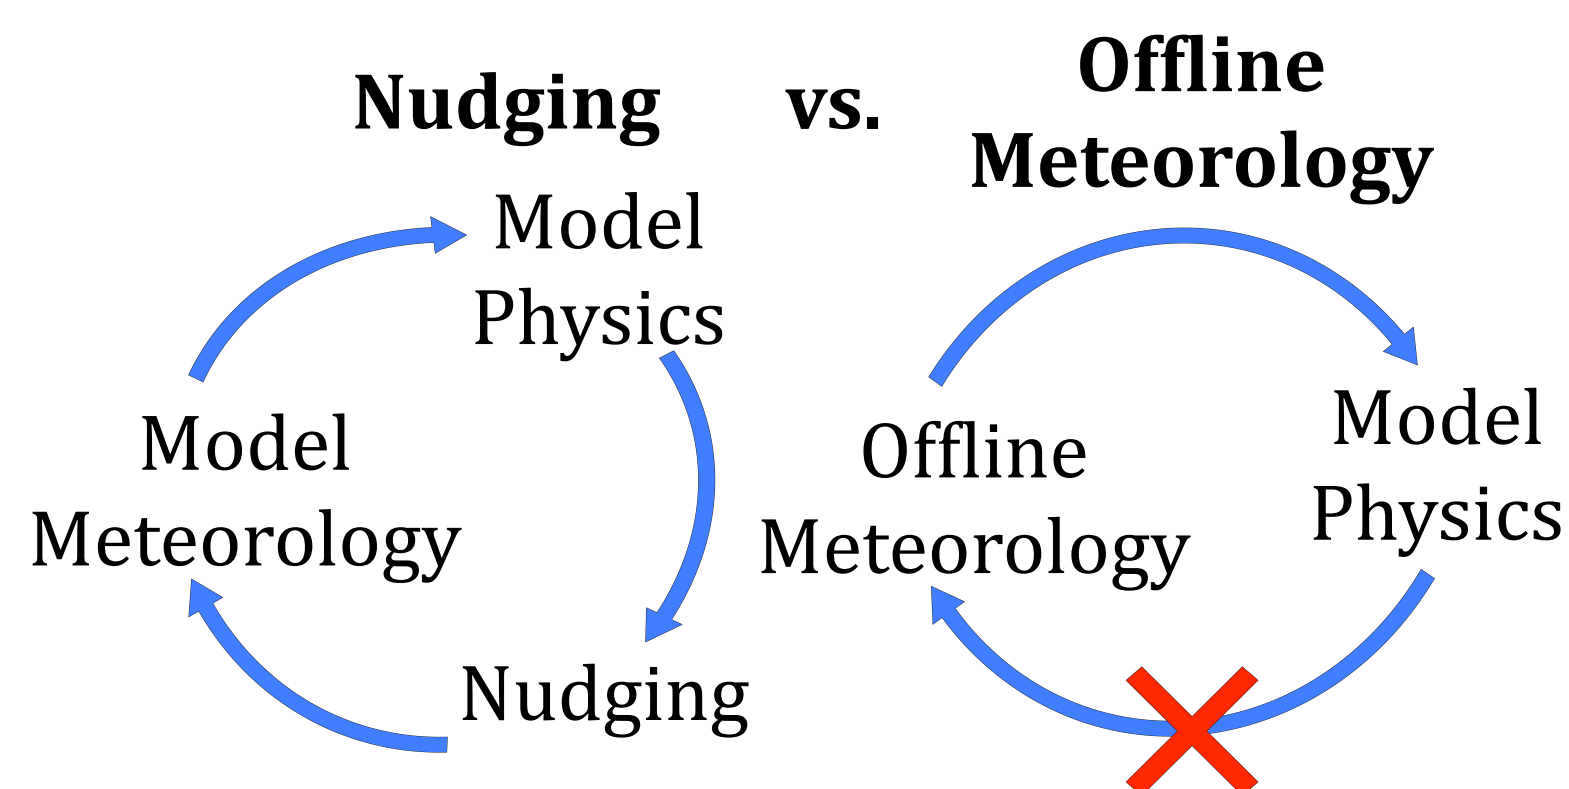 Nudging vs. Offline
Meteorology
Model
Physics
Model
Meteorology
Nudging
Offline
Meteorology
Model
Physics